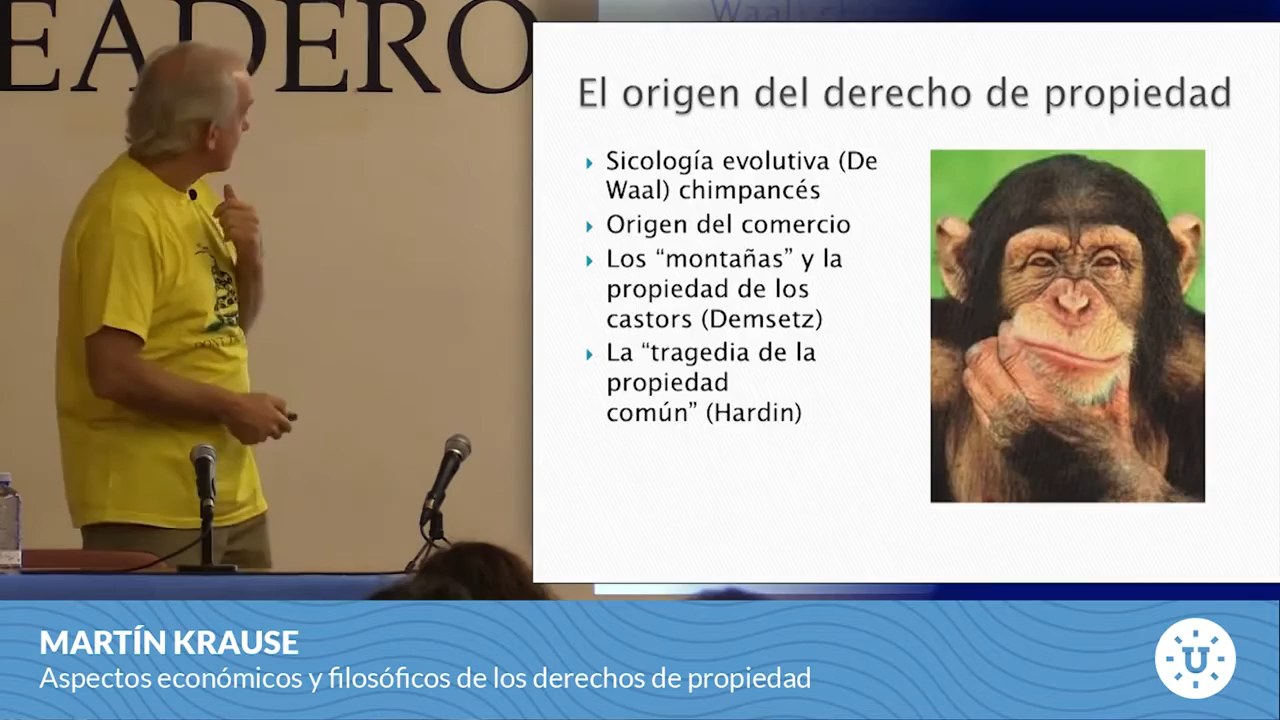 EADERO
El origen del derecho de propiedad
Sicología evolutiva (De
Waal) chimpancés
Origen del comercio
Los “montañas” y la
propiedad de los
castors (Demsetz)
La “tragedia de la
propiedad
común” (Hardin)
MARTÍN KRAUSE
Aspectos económicos y filosóficos de los derechos de propiedad
U